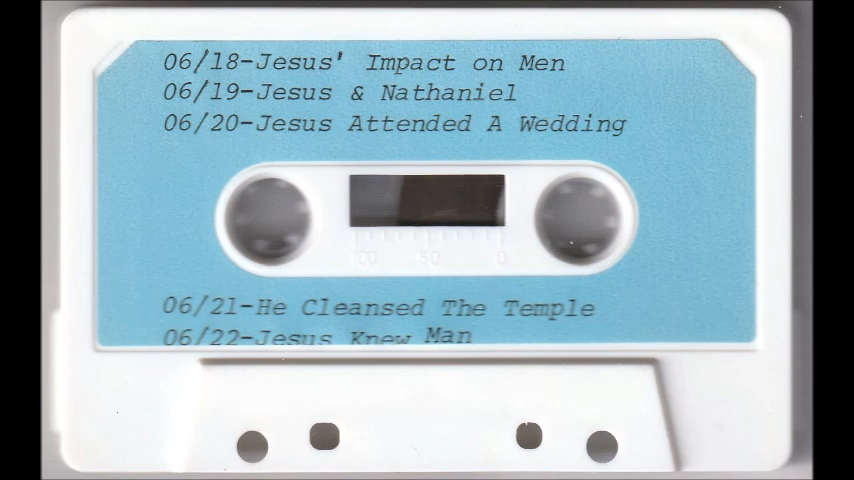 06/18-Jesus' Impact on Men
06/19-Jesus & Nathaniel
06/20-Jesus Attended A Wedding
100 50 0
06/21-He Cleansed The Temple
06/22-Jesus Knew Man